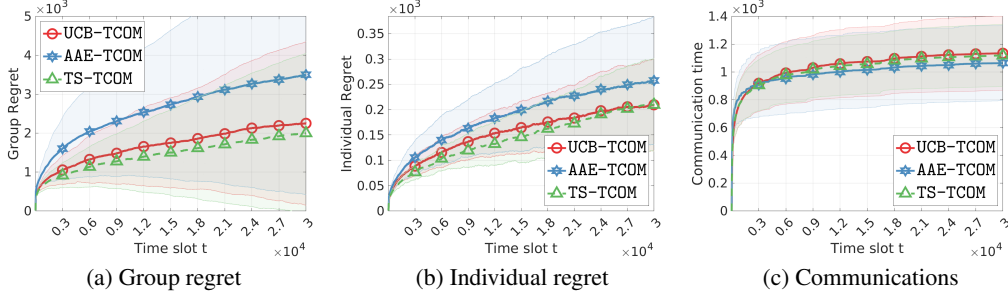 ×10³
5
4
3
2
1000
0
Group Regret
UCB-TCOM
AAE-TCOM
TS-TCOM
0.3 0.6 0.9 1.2 1.5 1.8 2.1 2.4 2.7 3
Time slot t
×10⁴
(a) Group regret
×10³
0.35
0.3
0.25
0.2
0.15
0.1
0.05
0
Individual Regret
UCB-TCOM
AAE-TCOM
TS-TCOM
0.3 0.6 0.9 1.2 1.5 1.8 2.1 2.4 2.7 3
Time slot t
×10⁴
(b) Individual regret
×10³
1.4
1.2
1
0.8
0.6
0.4
0.2
0
Communication time
UCB-TCOM
AAE-TCOM
TS-TCOM
0.3 0.6 0.9 1.2 1.5 1.8 2.1 2.4 2.7 3
Time slot t
×10⁴
(c) Communications